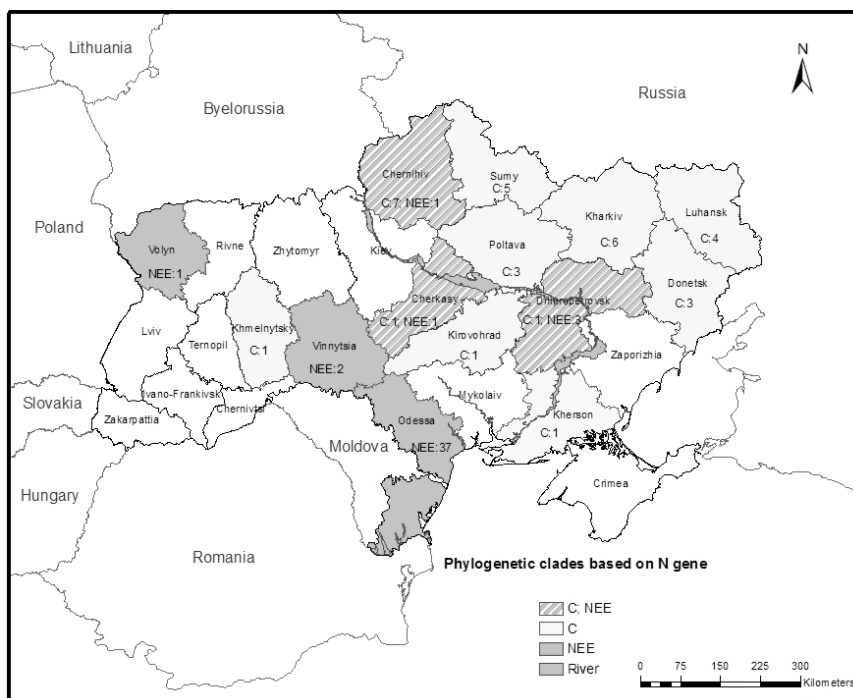 Lithuania
N
Russia
Byelorussia
Chernihiv
C:7; NEE:1
Sumy
C:5
Kharkiv
C:6
Luhansk
C:4
Poland
Volyn
NEE:1
Rivne
Zhytomyr
Kiev
Poltava
C:3
Donetsk
C:3
Cherkasy
C:1; NEE:1
Dnipropetrovsk
C:1; NEE:3
Lviv
Ternopil
Khmelnytsky
C:1
Vinnytsia
NEE:2
Kirovohrad
C:1
Zaporizhia
Slovakia
Ivano-Frankivsk
Zakarpattia
Chernivtsi
Mykolaiv
Odessa
NEE:37
Kherson
C:1
Moldova
Hungary
Crimea
Romania
Phylogenetic clades based on N gene
C; NEE
C
NEE
River
0 75 150 225 300
Kilometers